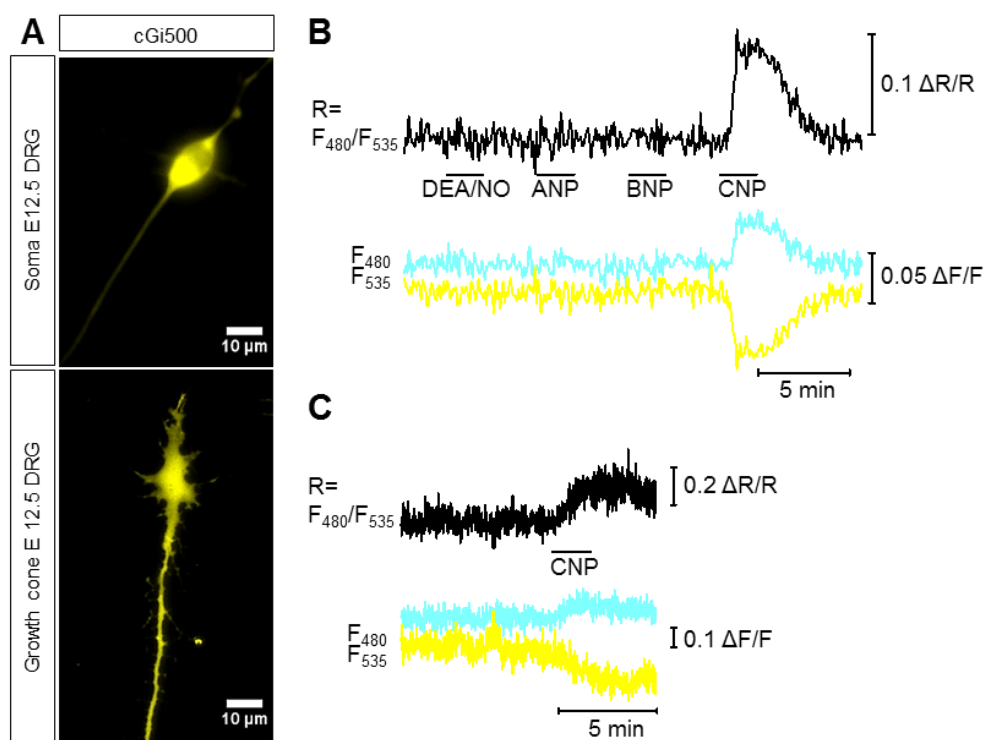 A
cGi500
Soma E12.5 DRG
10 µm
Growth cone E 12.5 DRG
10 µm
B
R=
F480/F535
0.1 ΔR/R
DEA/NO ANP BNP CNP
F480
F535
0.05 ΔF/F
5 min
C
R=
F480/F535
0.2 ΔR/R
CNP
F480
F535
0.1 ΔF/F
5 min